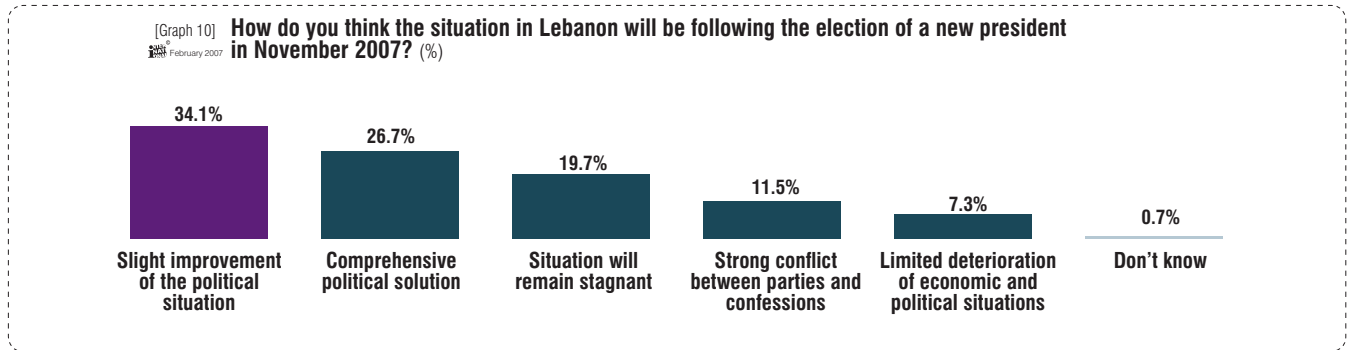 [Graph 10] How do you think the situation in Lebanon will be following the election of a new president
February 2007 in November 2007? (%)
34.1%
26.7%
19.7%
11.5%
7.3%
0.7%
Slight improvement
of the political
situation
Comprehensive
political solution
Situation will
remain stagnant
Strong conflict
between parties and
confessions
Limited deterioration
of economic and
political situations
Don't know